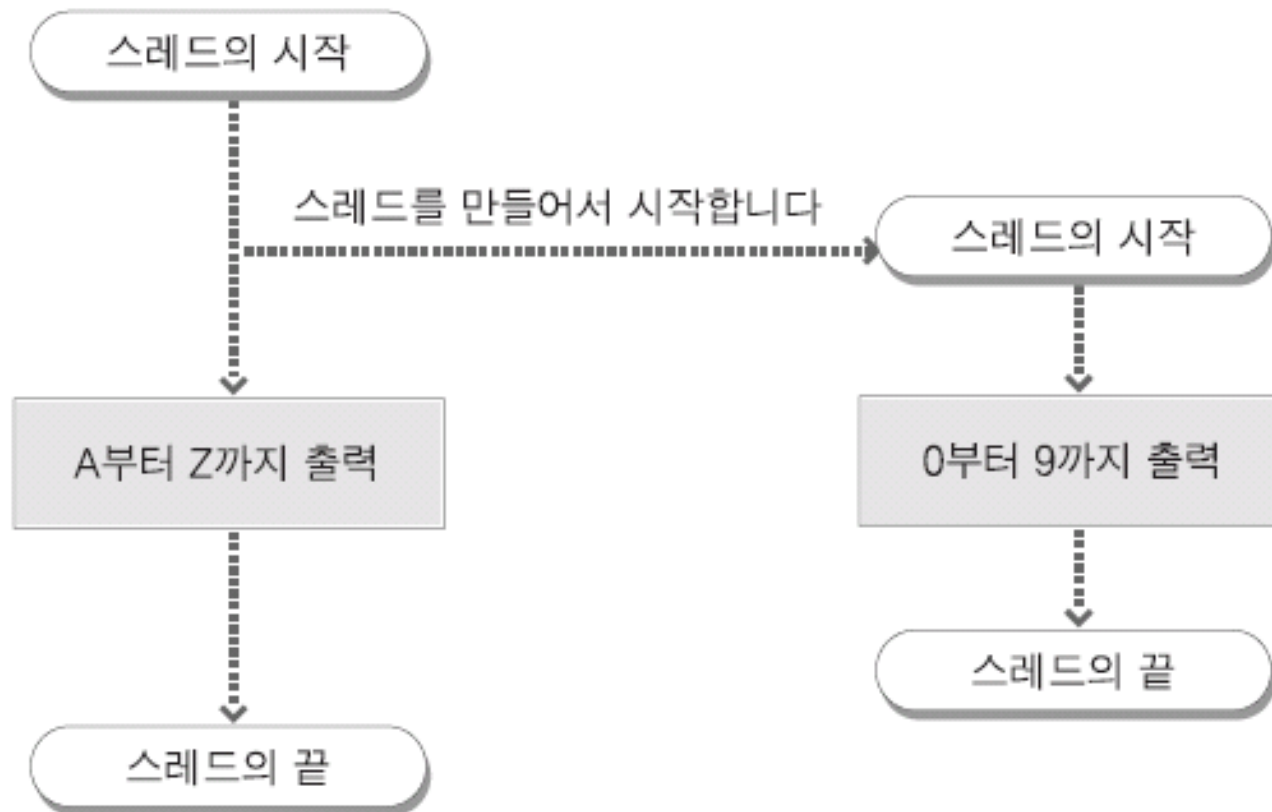 스레드의 시작
스레드를 만들어서 시작합니다
스레드의 시작
A부터 Z까지 출력
0부터 9까지 출력
스레드의 끝
스레드의 끝